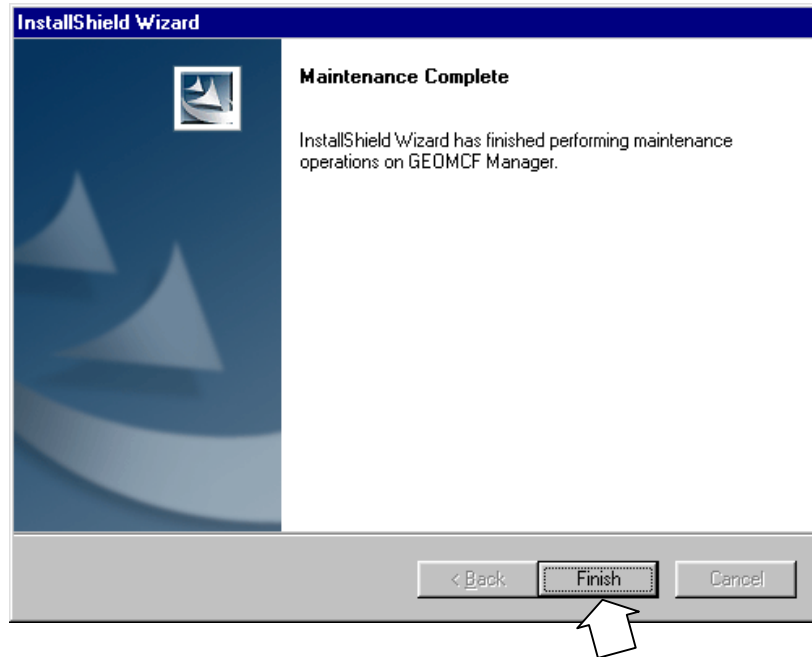 InstallShield Wizard
Maintenance Complete
InstallShield Wizard has finished performing maintenance
operations on GEOMCF Manager.
< Back
Finish
Cancel